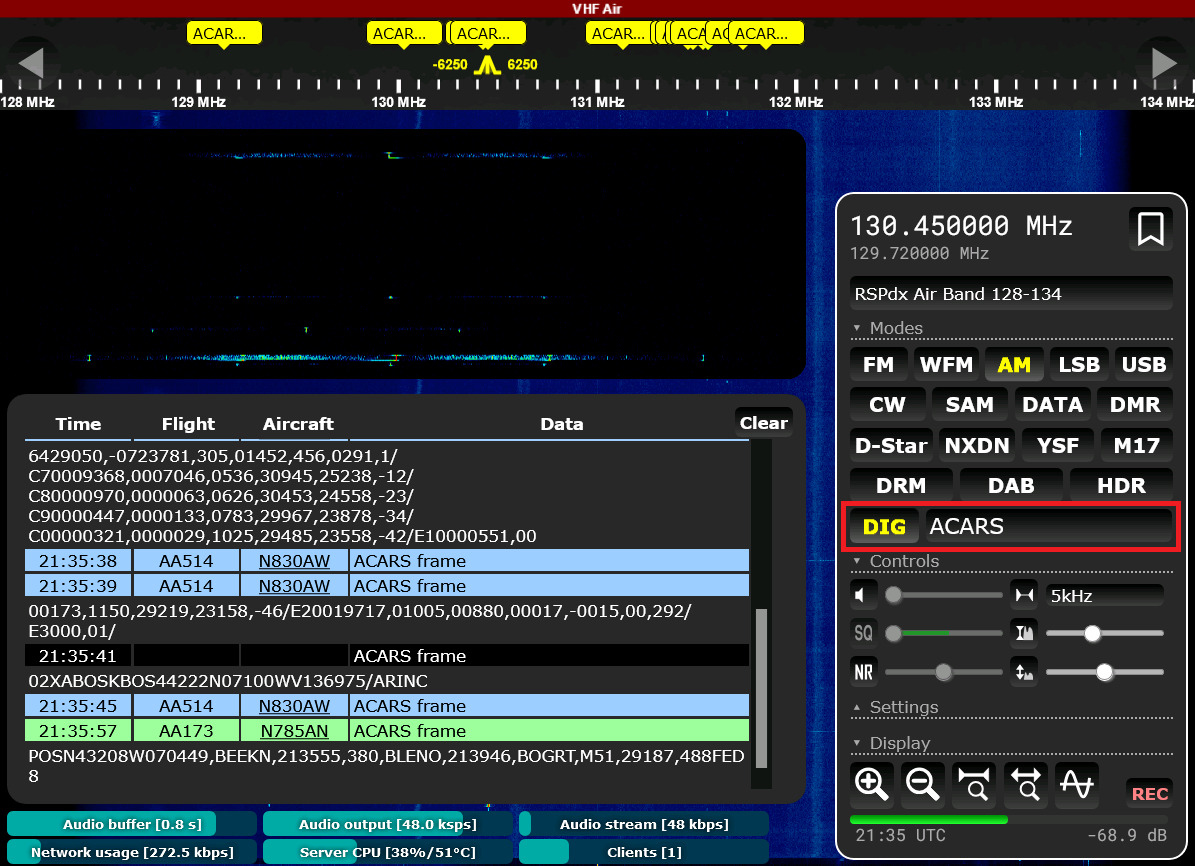 VHF Air
ACAR... ACAR... ACAR... ACAR... ACAR... ACAR...
-6250 6250
128 MHz 129 MHz 130 MHz 131 MHz 132 MHz 133 MHz 134 MHz
130.450000 MHz
129.720000 MHz
RSPdx Air Band 128-134
Modes
FM WFM AM LSB USB
CW SAM DATA DMR
D-Star NXDN YSF M17
DRM DAB HDR
DIG ACARS
Controls
5kHz
SQ
NR
Settings
Display
REC
21:35 UTC -68.9 dB
Time Flight Aircraft Data Clear
6429050,-0723781,305,01452,456,0291,1/
C70009368,0007046,0536,30945,25238,-12/
C80000970,0000063,0626,30453,24558,-23/
C90000447,0000133,0783,29967,23878,-34/
C00000321,0000029,1025,29485,23558,-42/E10000551,00
21:35:38 AA514 N830AW ACARS frame
21:35:39 AA514 N830AW ACARS frame
00173,1150,29219,23158,-46/E20019717,01005,00880,00017,-0015,00,292/
E3000,01/
21:35:41 ACARS frame
02XABOSKBOS44222N07100WV136975/ARINC
21:35:45 AA514 N830AW ACARS frame
21:35:57 AA173 N785AN ACARS frame
POSN43208W070449,BEEKN,213555,380,BLENO,213946,BOGRT,M51,29187,488FED
8
Audio buffer [0.8 s] Audio output [48.0 ksps] Audio stream [48 kbps]
Network usage [272.5 kbps] Server CPU [38%/51°C] Clients [1]